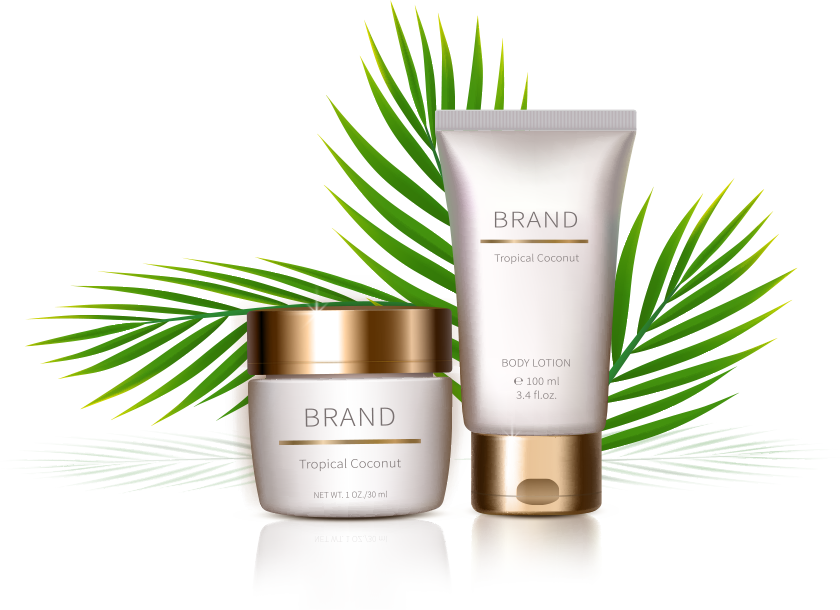 BRAND
Tropical Coconut
BODY LOTION
℮ 100 ml
3.4 fl.oz.
BRAND
Tropical Coconut
NET WT. 1 OZ./30 ml